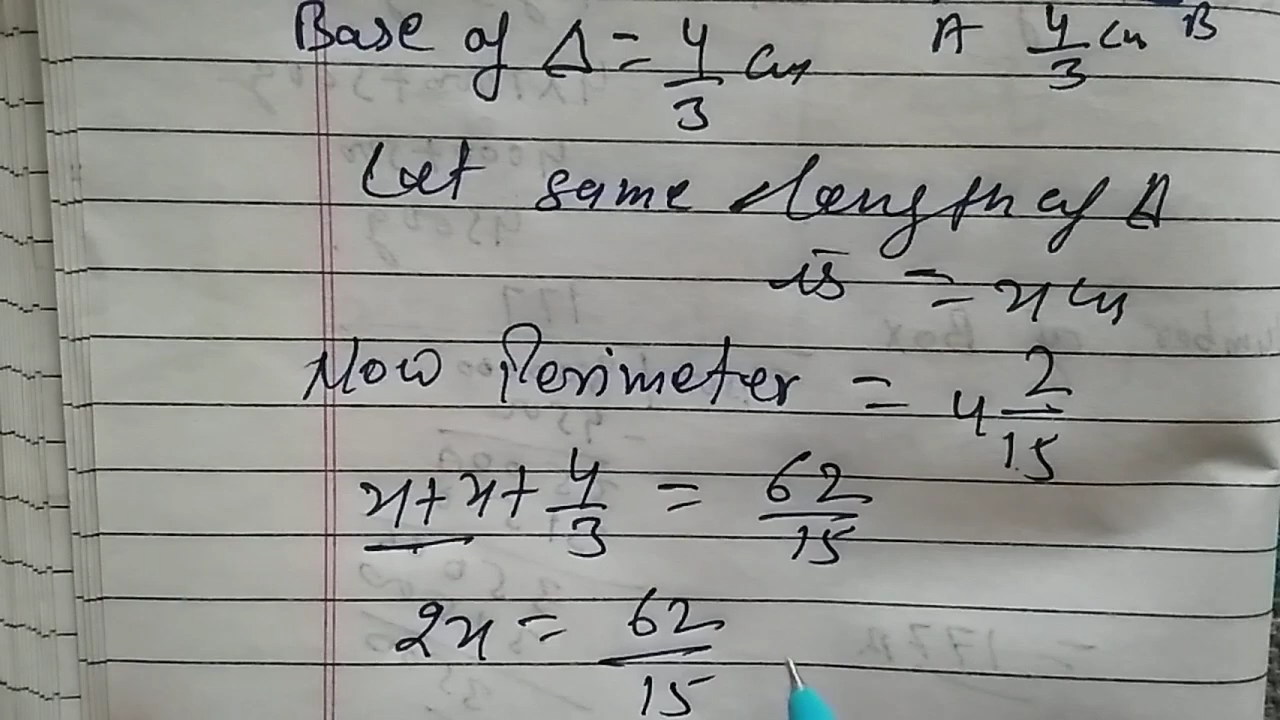 Base of Δ = 4/3 cm A 4/3 cm B
Let same length of Δ
is = x cm
Now Perimeter = 4 2/15
x + x + 4/3 = 62/15
2x = 62/15